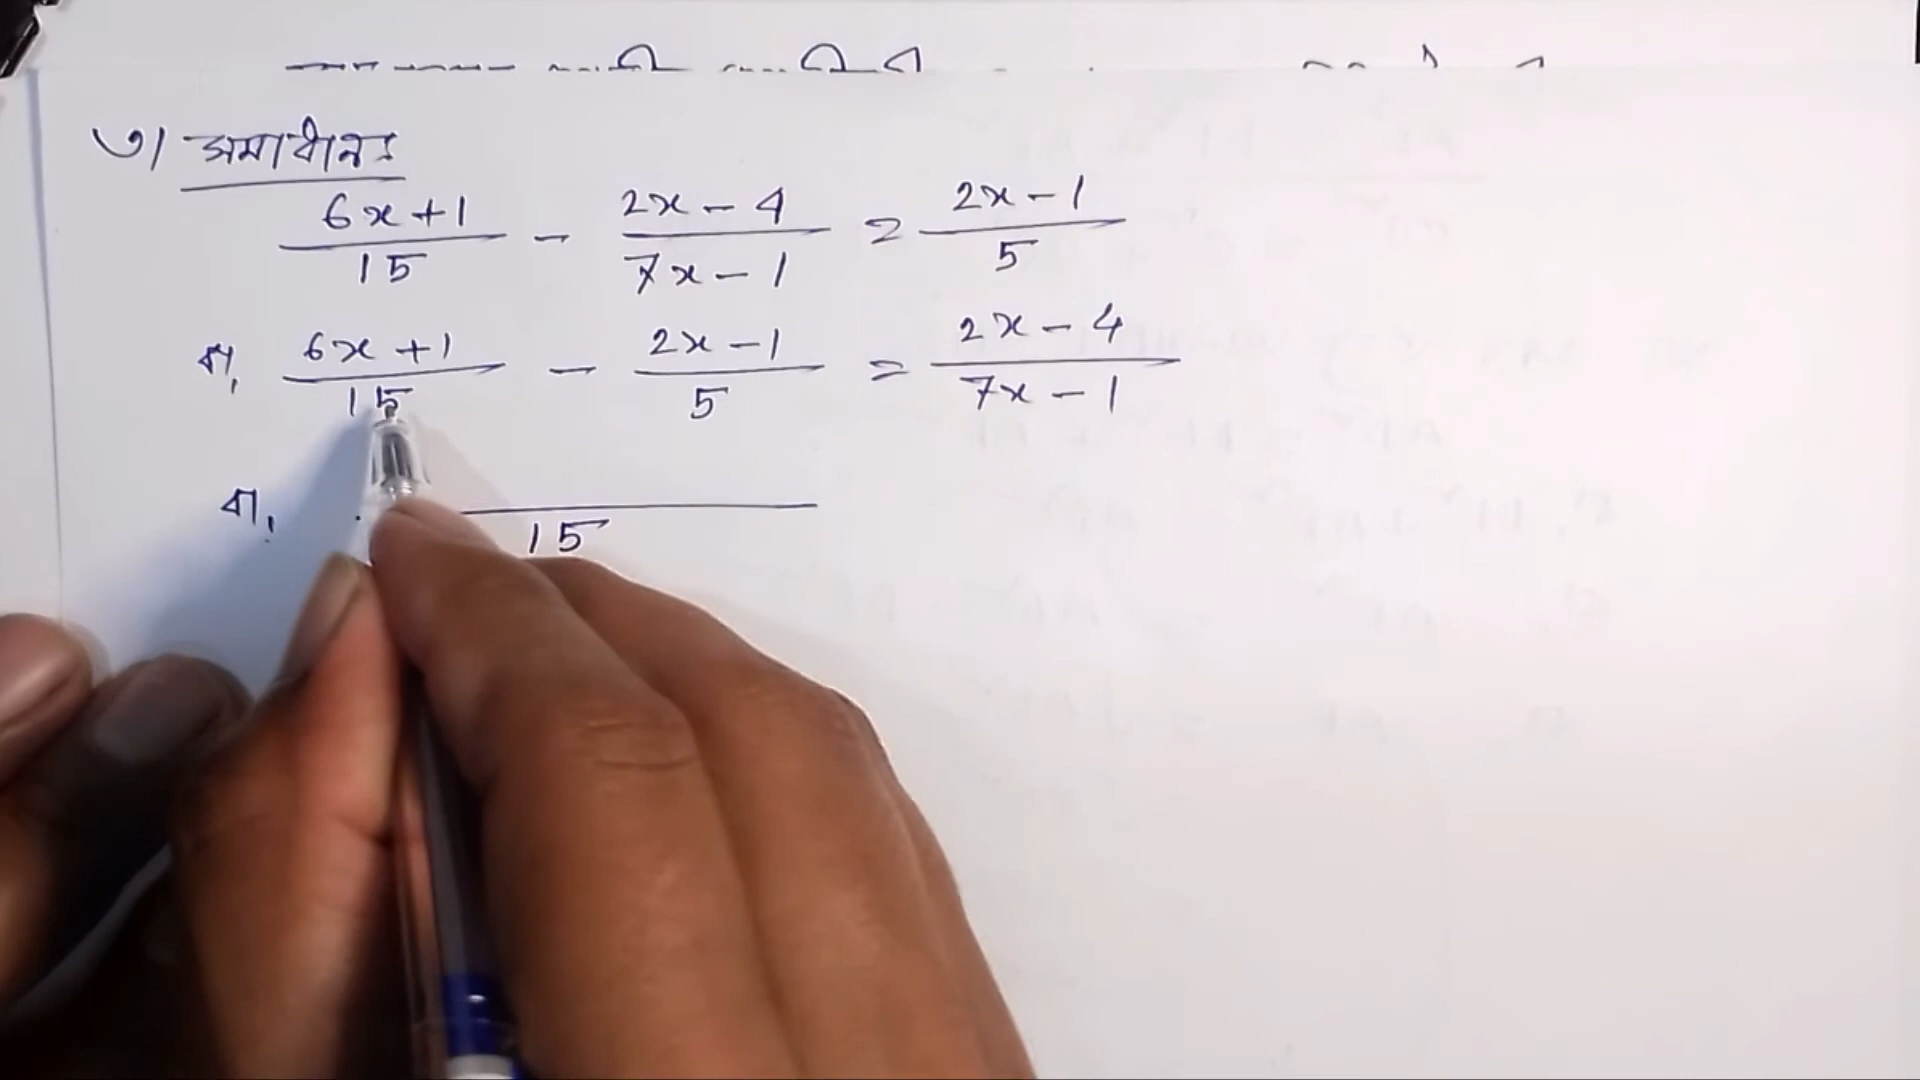 ৩। সমাধানঃ
6x+1/15 - 2x-4/7x-1 = 2x-1/5
বা, 6x+1/15 - 2x-1/5 = 2x-4/7x-1
বা, /15